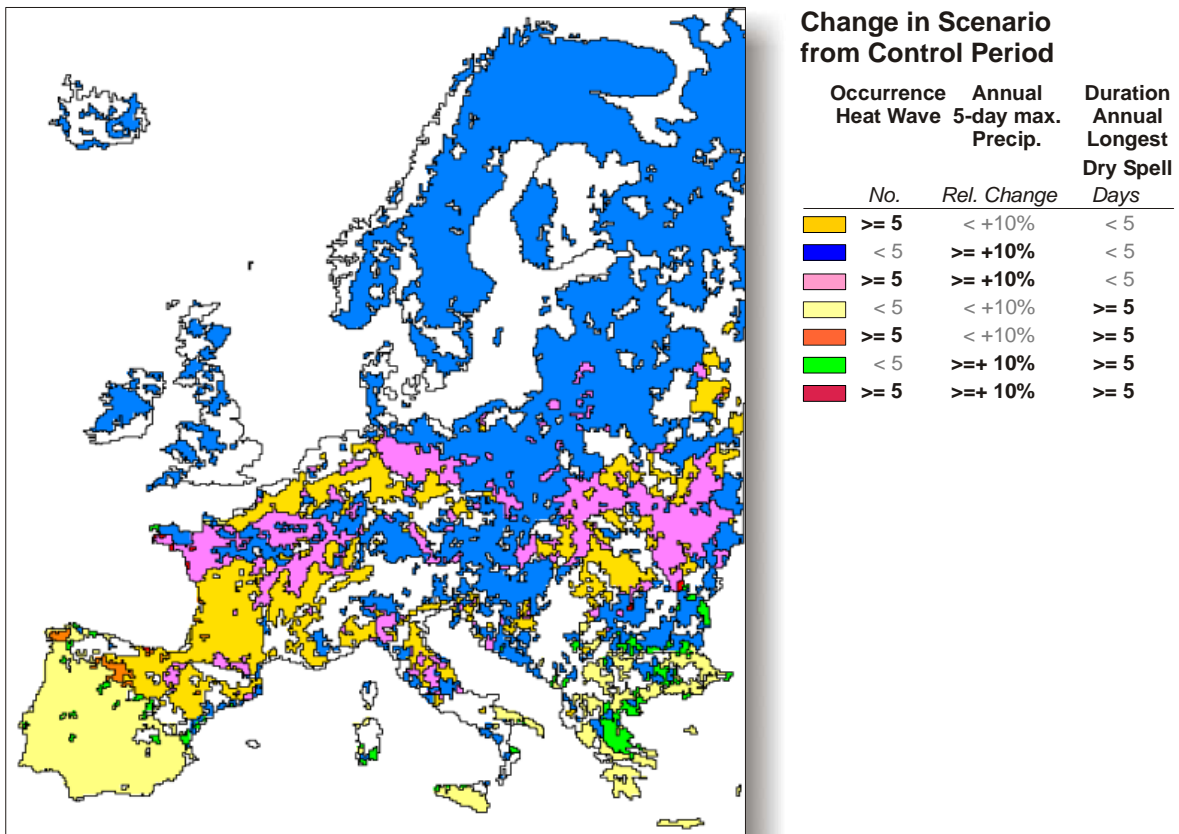 Change in Scenario
from Control Period
Occurrence Annual Duration
Heat Wave 5-day max. Annual
Precip. Longest
Dry Spell
No. Rel. Change Days
>= 5 < +10% < 5
< 5 >= +10% < 5
>= 5 >= +10% < 5
< 5 < +10% >= 5
>= 5 < +10% >= 5
< 5 >=+ 10% >= 5
>= 5 >=+ 10% >= 5